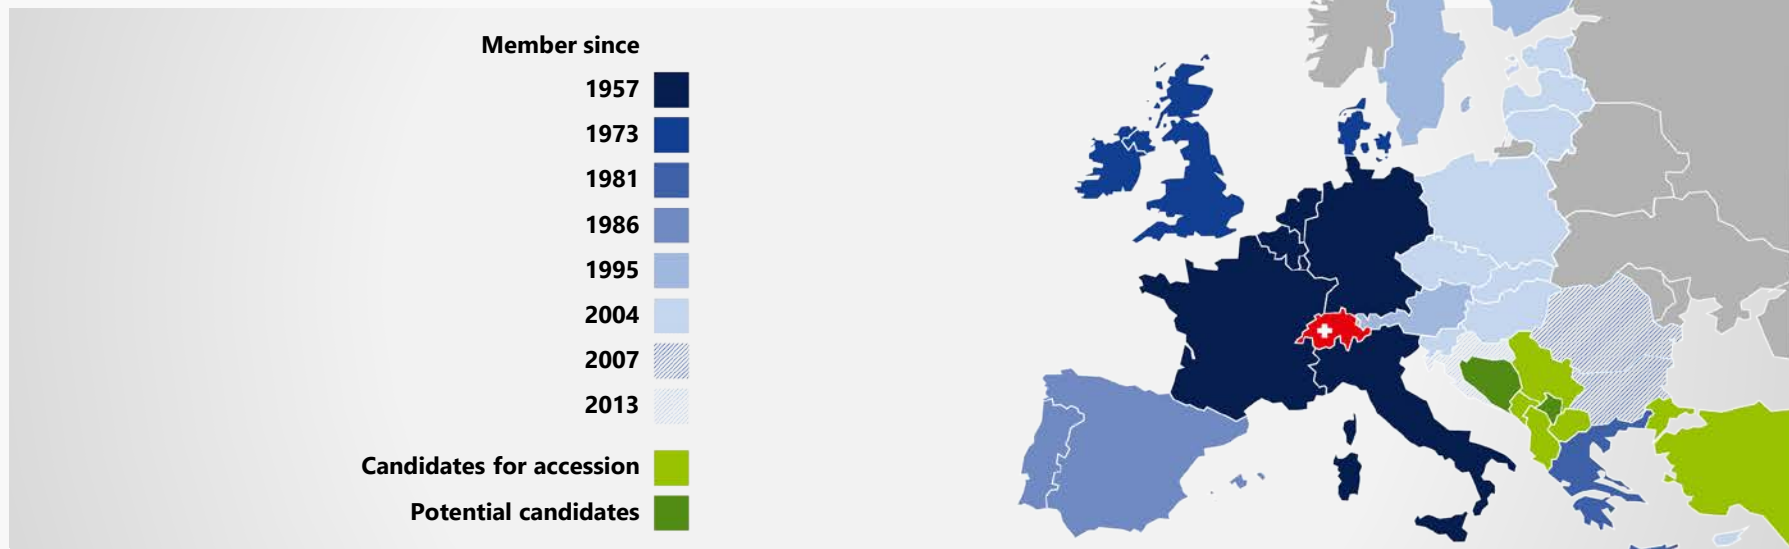 Member since
1957
1973
1981
1986
1995
2004
2007
2013
Candidates for accession
Potential candidates